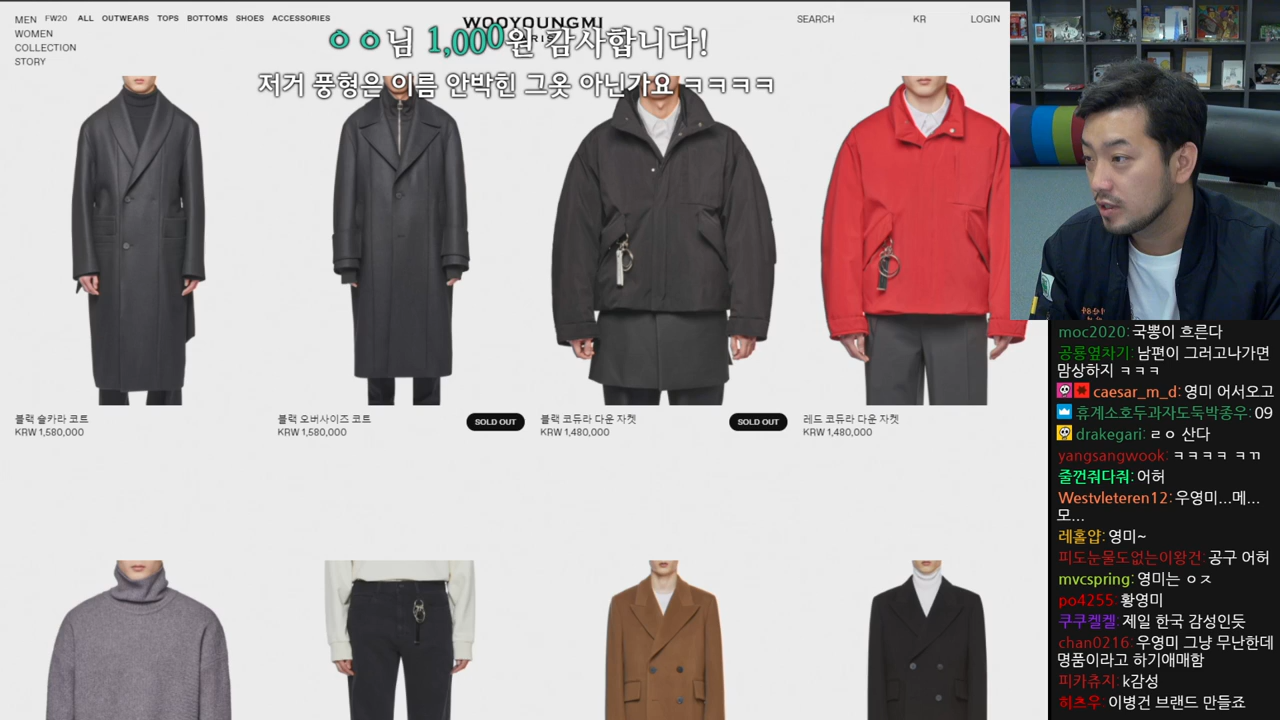 MEN FW20 ALL OUTWEARS TOPS BOTTOMS SHOES ACCESSORIES
WOMEN
COLLECTION
STORY
WOOYOUNGMI
SEARCH KR LOGIN
ㅇㅇ님 1,000원 감사합니다!
저거 풍형은 이름 안박힌 그옷 아닌가요 ㅋㅋㅋㅋ
블랙 숄카라 코트
KRW 1,580,000
블랙 오버사이즈 코트
KRW 1,580,000
SOLD OUT
블랙 코듀라 다운 자켓
KRW 1,480,000
SOLD OUT
레드 코듀라 다운 자켓
KRW 1,480,000
moc2020: 국뽕이 흐른다
공룡옆차기: 남편이 그러고나가면
맘상하지 ㅋㅋㅋ
caesar_m_d: 영미 어서오고
휴게소호두과자도둑박종우: 09
drakegari: ㄹㅇ 산다
yangsangwook: ㅋㅋㅋㅋ ㅋㄲ
줄껀줘다줘: 어허
Westvleteren12: 우영미...메...
모...
레홀얍: 영미~
피도눈물도없는이왕건: 공구 어허
mvcspring: 영미는 ㅇㅈ
po4255: 황영미
쿠쿠켈켈: 제일 한국 감성인듯
chan0216: 우영미 그냥 무난한데
명품이라고 하기애매함
피카츄지: k감성
히츠우: 이병건 브랜드 만들죠